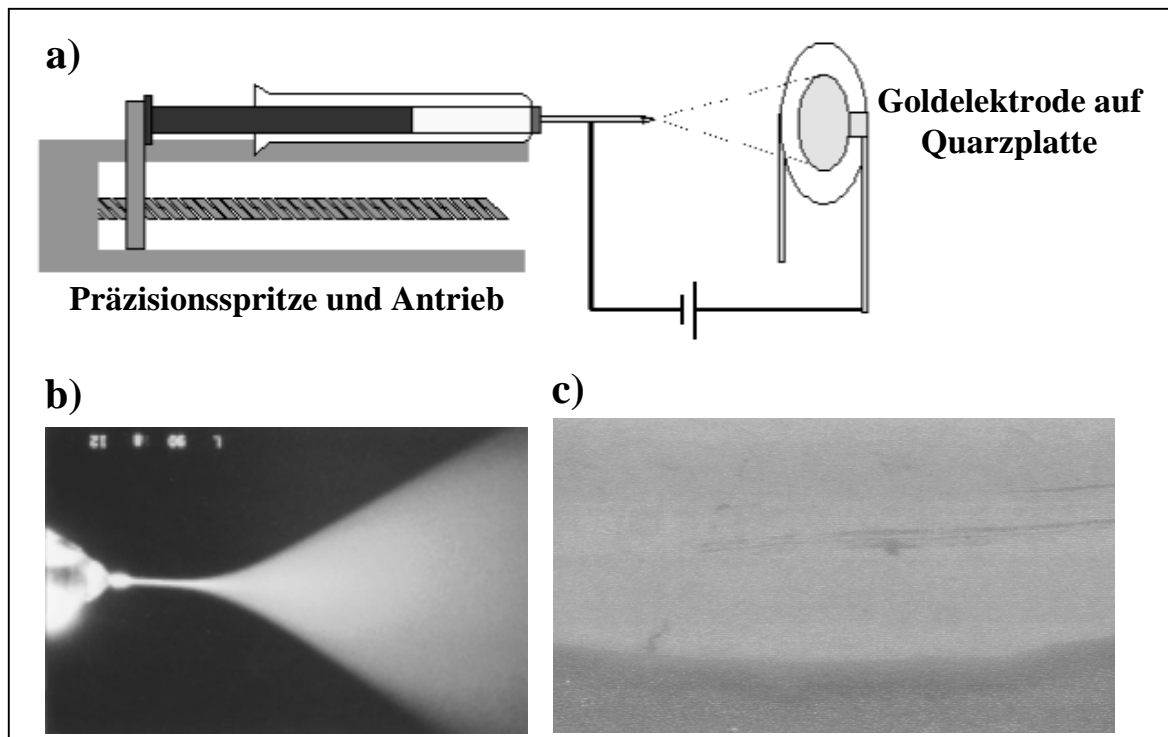 a)
Goldelektrode auf
Quarzplatte
Präzisionsspritze und Antrieb
b)
c)